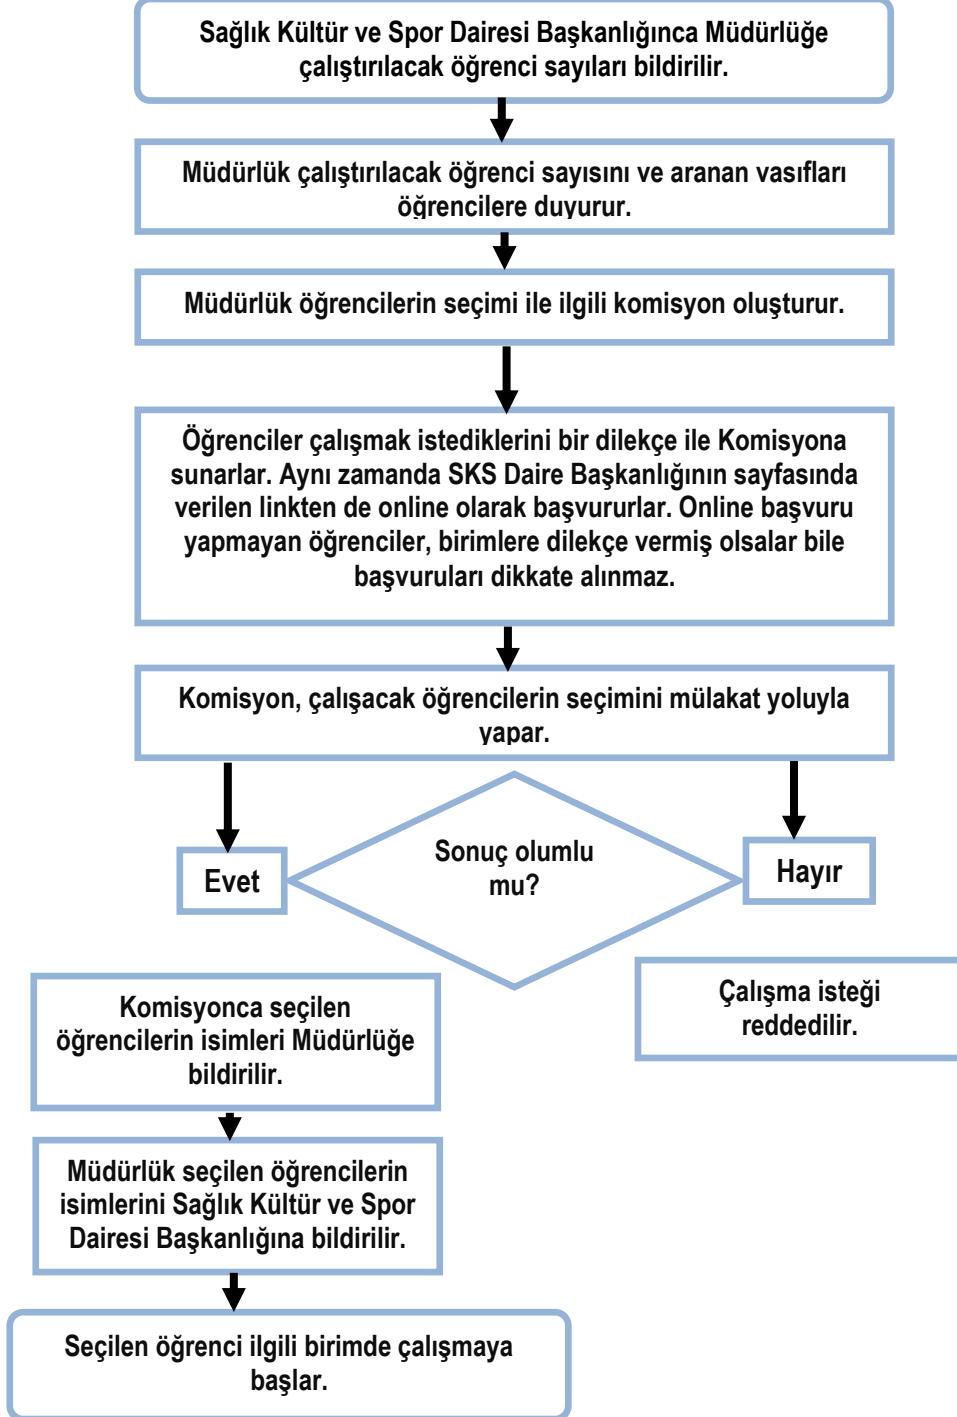 Sağlık Kültür ve Spor Dairesi Başkanlığınca Müdürlüğe
çalıştırılacak öğrenci sayıları bildirilir.
Müdürlük çalıştırılacak öğrenci sayısını ve aranan vasıfları
öğrencilere duyurur.
Müdürlük öğrencilerin seçimi ile ilgili komisyon oluşturur.
Öğrenciler çalışmak istediklerini bir dilekçe ile Komisyona
sunarlar. Aynı zamanda SKS Daire Başkanlığının sayfasında
verilen linkten de online olarak başvururlar. Online başvuru
yapmayan öğrenciler, birimlere dilekçe vermiş olsalar bile
başvuruları dikkate alınmaz.
Komisyon, çalışacak öğrencilerin seçimini mülakat yoluyla
yapar.
Sonuç olumlu
mu?
Evet
Hayır
Komisyonca seçilen
öğrencilerin isimleri Müdürlüğe
bildirilir.
Çalışma isteği
reddedilir.
Müdürlük seçilen öğrencilerin
isimlerini Sağlık Kültür ve Spor
Dairesi Başkanlığına bildirilir.
Seçilen öğrenci ilgili birimde çalışmaya
başlar.